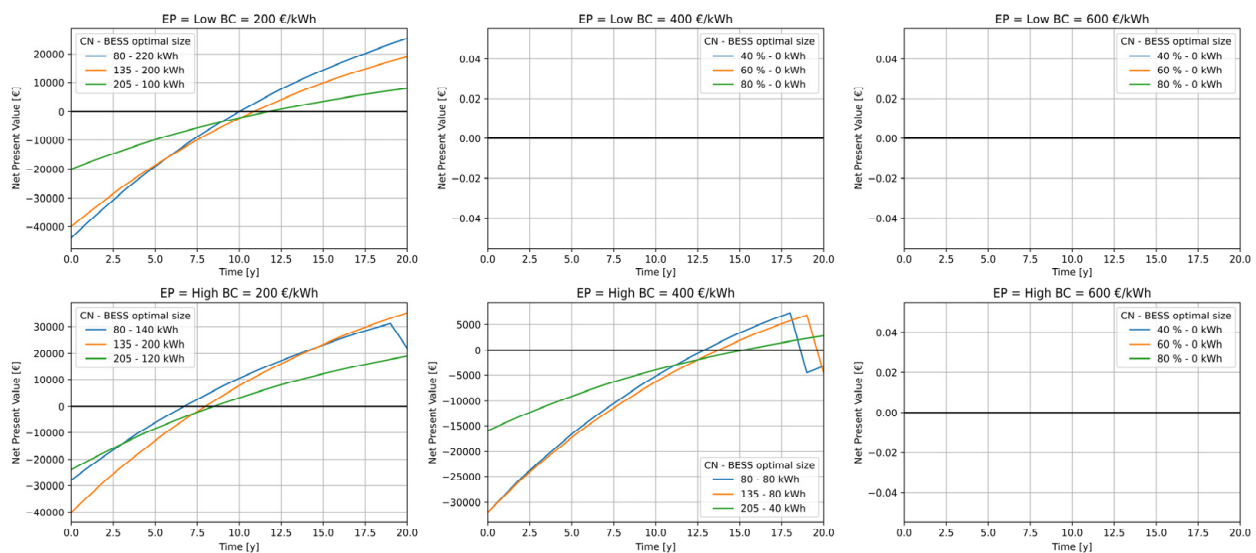 EP = Low BC = 200 €/kWh
CN - BESS optimal size
80 - 220 kWh
135 - 200 kWh
205 - 100 kWh
Net Present Value [€]
20000
10000
0
−10000
−20000
−30000
−40000
0.0 2.5 5.0 7.5 10.0 12.5 15.0 17.5 20.0
Time [y]
EP = Low BC = 400 €/kWh
CN - BESS optimal size
40 % - 0 kWh
60 % - 0 kWh
80 % - 0 kWh
Net Present Value [€]
0.04
0.02
0.00
−0.02
−0.04
0.0 2.5 5.0 7.5 10.0 12.5 15.0 17.5 20.0
Time [y]
EP = Low BC = 600 €/kWh
CN - BESS optimal size
40 % - 0 kWh
60 % - 0 kWh
80 % - 0 kWh
Net Present Value [€]
0.04
0.02
0.00
−0.02
−0.04
0.0 2.5 5.0 7.5 10.0 12.5 15.0 17.5 20.0
Time [y]
EP = High BC = 200 €/kWh
CN - BESS optimal size
80 - 140 kWh
135 - 200 kWh
205 - 120 kWh
Net Present Value [€]
30000
20000
10000
0
−10000
−20000
−30000
−40000
0.0 2.5 5.0 7.5 10.0 12.5 15.0 17.5 20.0
Time [y]
EP = High BC = 400 €/kWh
Net Present Value [€]
5000
0
−5000
−10000
−15000
−20000
−25000
−30000
CN - BESS optimal size
80 - 80 kWh
135 - 80 kWh
205 - 40 kWh
0.0 2.5 5.0 7.5 10.0 12.5 15.0 17.5 20.0
Time [y]
EP = High BC = 600 €/kWh
CN - BESS optimal size
40 % - 0 kWh
60 % - 0 kWh
80 % - 0 kWh
Net Present Value [€]
0.04
0.02
0.00
−0.02
−0.04
0.0 2.5 5.0 7.5 10.0 12.5 15.0 17.5 20.0
Time [y]